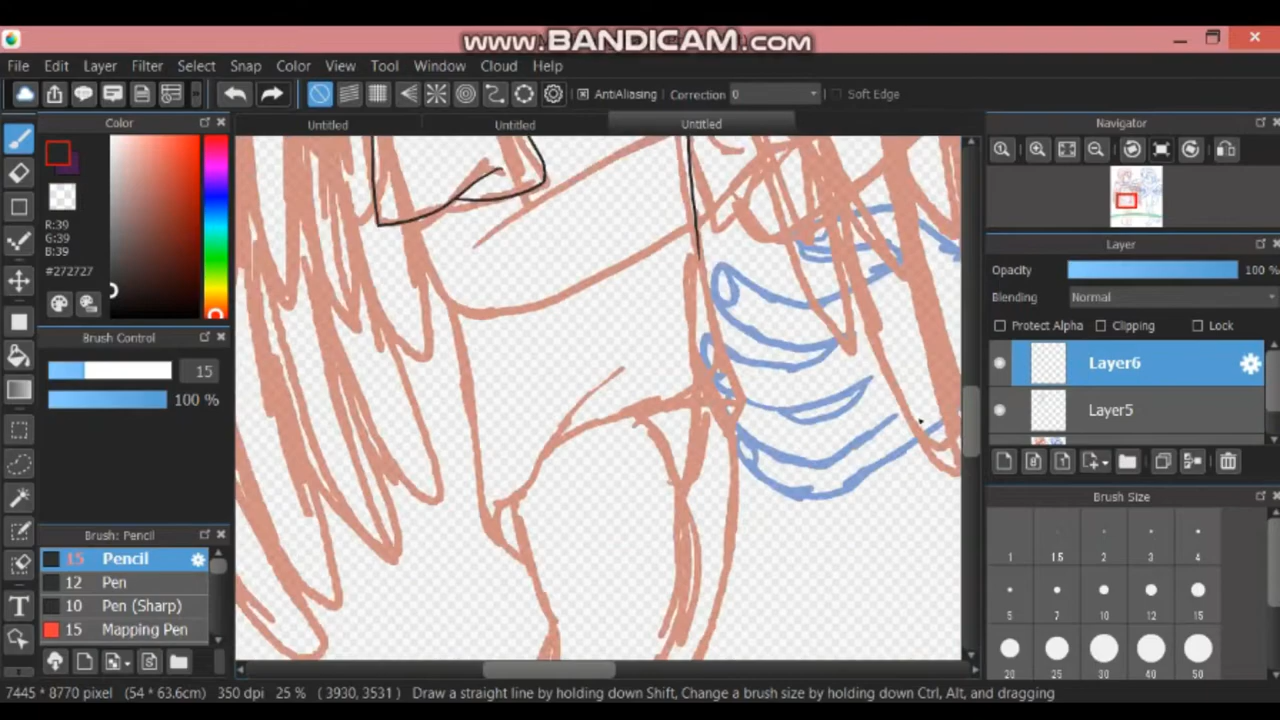 www.BANDICAM.com
File Edit Layer Filter Select Snap Color View Tool Window Cloud Help
AntiAliasing Correction 0 Soft Edge
Color
Untitled Untitled Untitled
Navigator
R:39
G:39
B:39
#272727
Layer
Opacity 100 %
Blending Normal
Protect Alpha Clipping Lock
Brush Control
15
100 %
Layer6
Layer5
Brush Size
1 1.5 2 3 4
5 7 10 12 15
20 25 30 40 50
Brush: Pencil
15 Pencil
12 Pen
10 Pen (Sharp)
15 Mapping Pen
7445 * 8770 pixel (54 * 63.6cm) 350 dpi 25 % ( 3930, 3531 ) Draw a straight line by holding down Shift, Change a brush size by holding down Ctrl, Alt, and dragging